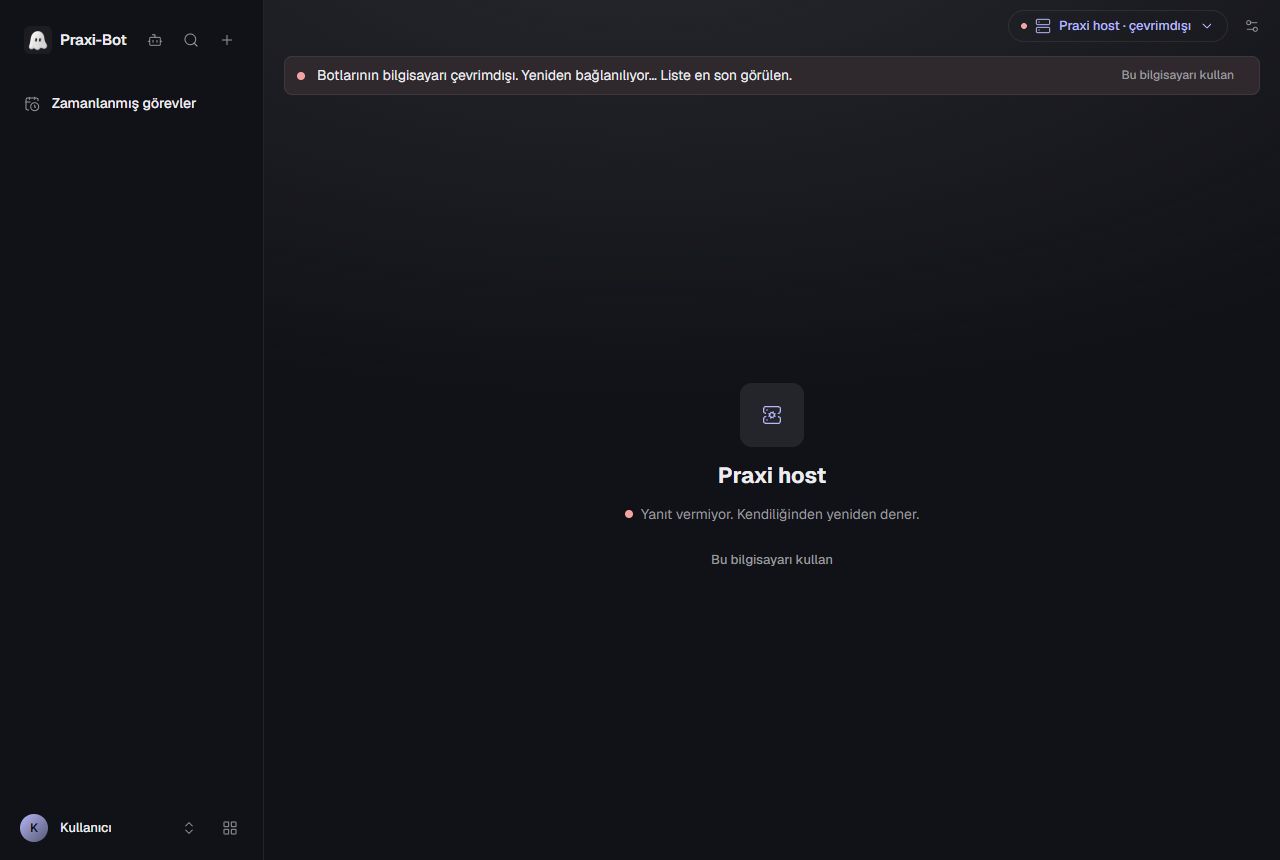 Praxi-Bot
Praxi host · çevrimdışı
Botlarının bilgisayarı çevrimdışı. Yeniden bağlanılıyor... Liste en son görülen.
Bu bilgisayarı kullan
Zamanlanmış görevler
Praxi host
Yanıt vermiyor. Kendiliğinden yeniden dener.
Bu bilgisayarı kullan
K
Kullanıcı